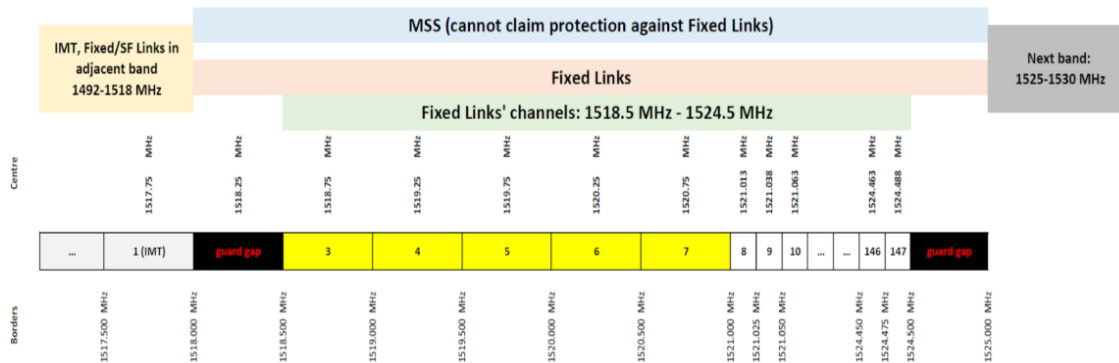 MSS (cannot claim protection against Fixed Links)
IMT, Fixed/SF Links in
adjacent band
1492-1518 MHz
Next band:
1525-1530 MHz
Fixed Links
Fixed Links' channels: 1518.5 MHz - 1524.5 MHz
Centre
1517.75 MHz
1518.25 MHz
1518.75 MHz
1519.25 MHz
1519.75 MHz
1520.25 MHz
1520.75 MHz
1521.013 MHz
1521.038 MHz
1521.063 MHz
1524.463 MHz
1524.488 MHz
... 1 (IMT) guard gap 3 4 5 6 7 8 9 10 ... ... 146 147 guard gap
Borders
1517.500 MHz
1518.000 MHz
1518.500 MHz
1519.000 MHz
1519.500 MHz
1520.000 MHz
1520.500 MHz
1521.000 MHz
1521.025 MHz
1521.050 MHz
1524.450 MHz
1524.475 MHz
1524.500 MHz
1525.000 MHz